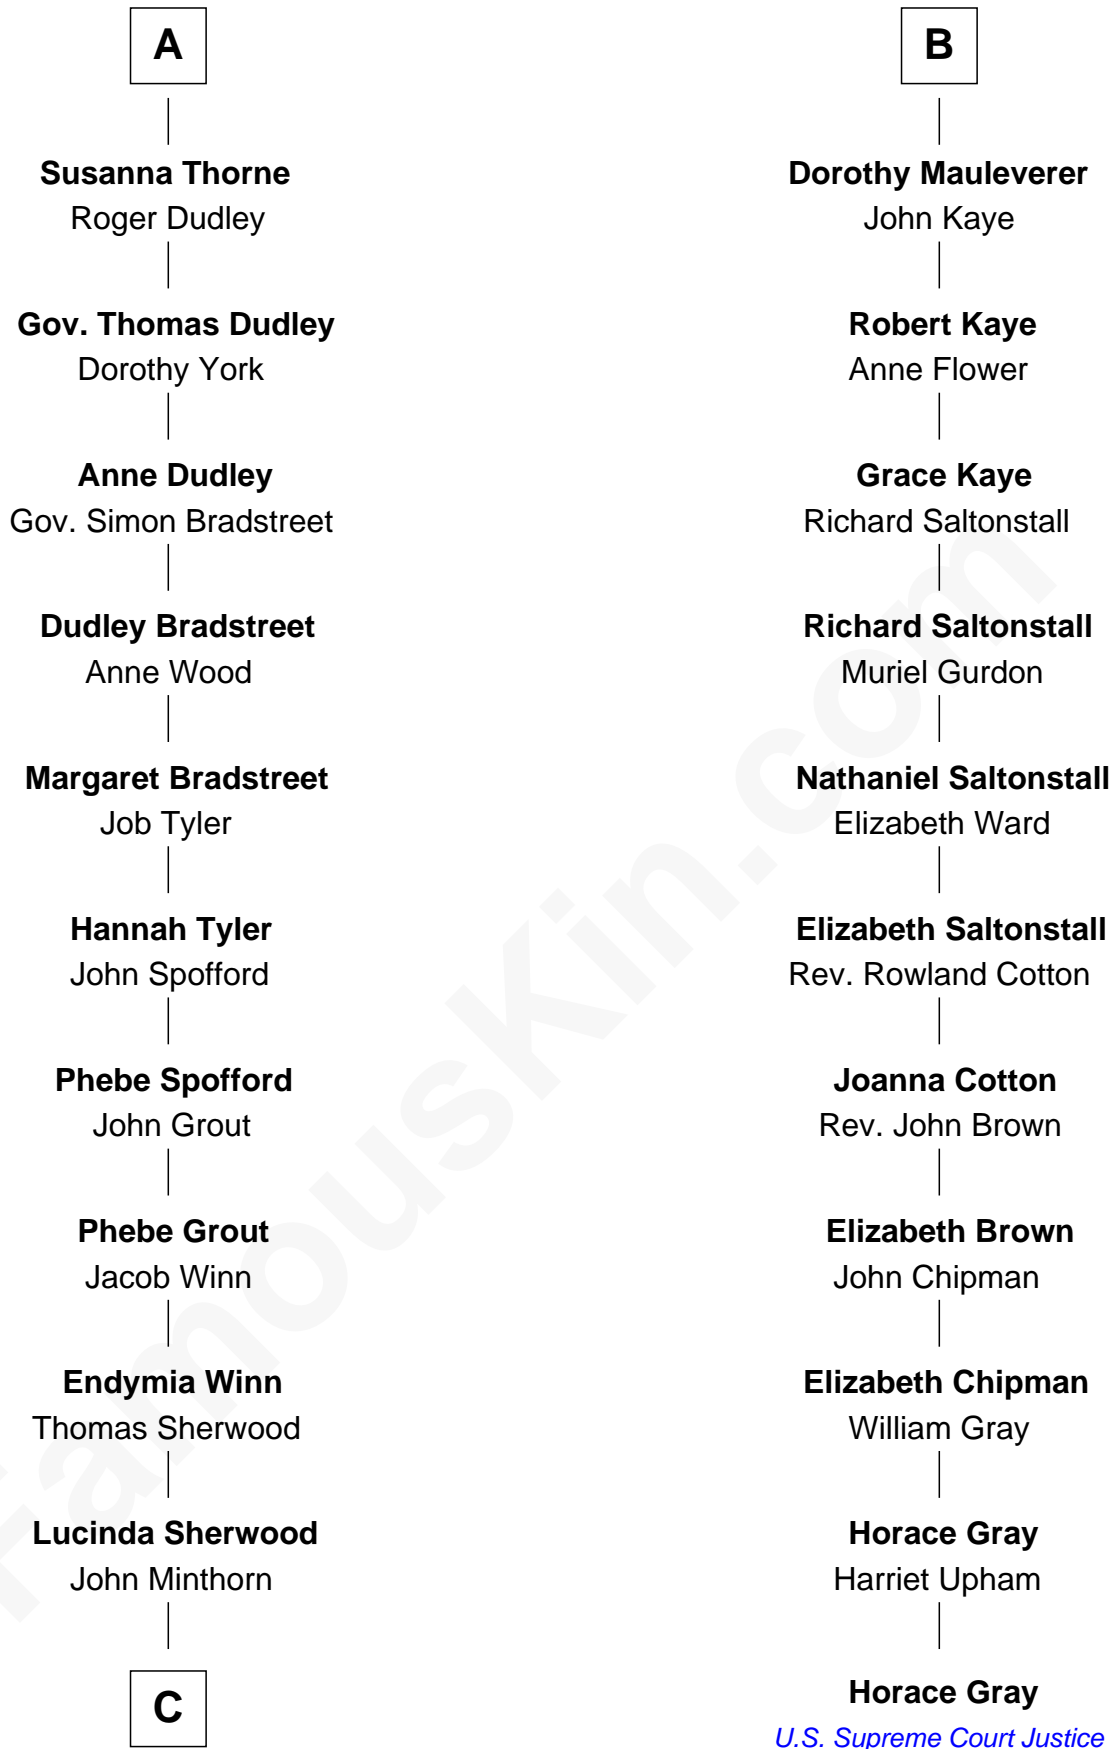 A
Susanna Thorne
Roger Dudley
Gov. Thomas Dudley
Dorothy York
Anne Dudley
Gov. Simon Bradstreet
Dudley Bradstreet
Anne Wood
Margaret Bradstreet
Job Tyler
Hannah Tyler
John Spofford
Phebe Spofford
John Grout
Phebe Grout
Jacob Winn
Endymia Winn
Thomas Sherwood
Lucinda Sherwood
John Minthorn
C
B
Dorothy Mauleverer
John Kaye
Robert Kaye
Anne Flower
Grace Kaye
Richard Saltonstall
Richard Saltonstall
Muriel Gurdon
Nathaniel Saltonstall
Elizabeth Ward
Elizabeth Saltonstall
Rev. Rowland Cotton
Joanna Cotton
Rev. John Brown
Elizabeth Brown
John Chipman
Elizabeth Chipman
William Gray
Horace Gray
Harriet Upham
Horace Gray
U.S. Supreme Court Justice
FamousKin.com